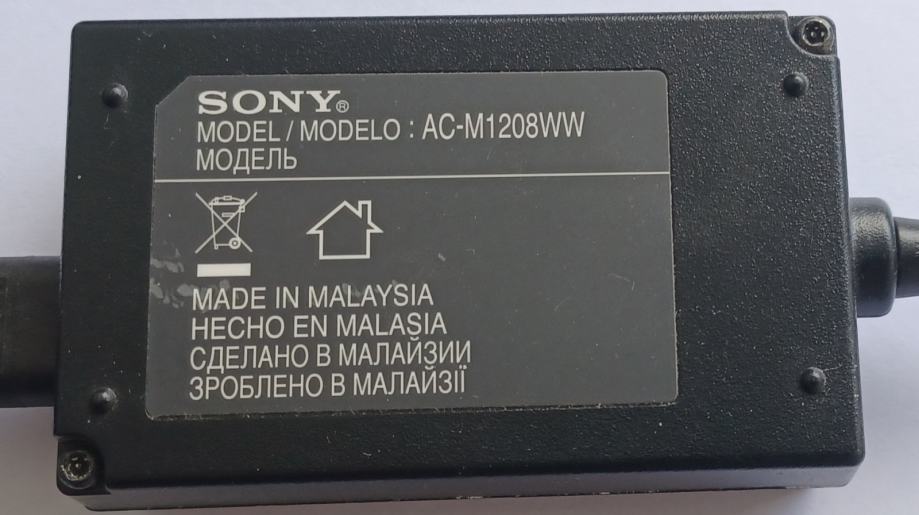 SONY®
MODEL / MODELO : AC-M1208WW
МОДЕЛЬ
MADE IN MALAYSIA
HECHO EN MALASIA
СДЕЛАНО В МАЛАЙЗИИ
ЗРОБЛЕНО В МАЛАЙЗІЇ